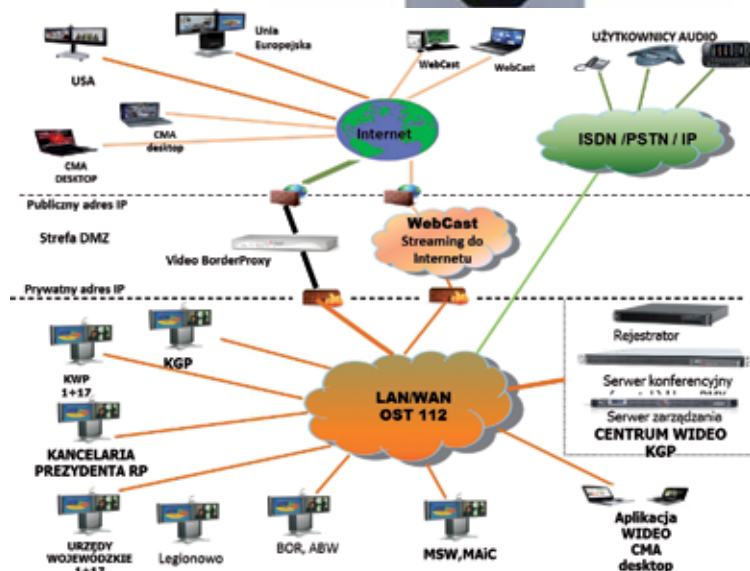 USA
Unia
Europejska
WebCast
WebCast
UŻYTKOWNICY AUDIO
CMA
desktop
CMA
DESKTOP
Internet
ISDN /PSTN / IP
Publiczny adres IP
Strefa DMZ
Video BorderProxy
WebCast
Streaming do
Internetu
Prywatny adres IP
KWP
1+17
KGP
LAN/WAN
OST 112
Rejestrator
Serwer konferencyjny
Serwer zarządzania
CENTRUM WIDEO
KGP
KANCELARIA
PREZYDENTA RP
URZĘDY
WOJEWÓDZKIE
1+17
Legionowo
BOR, ABW
MSW,MAiC
Aplikacja
WIDEO
CMA
desktop